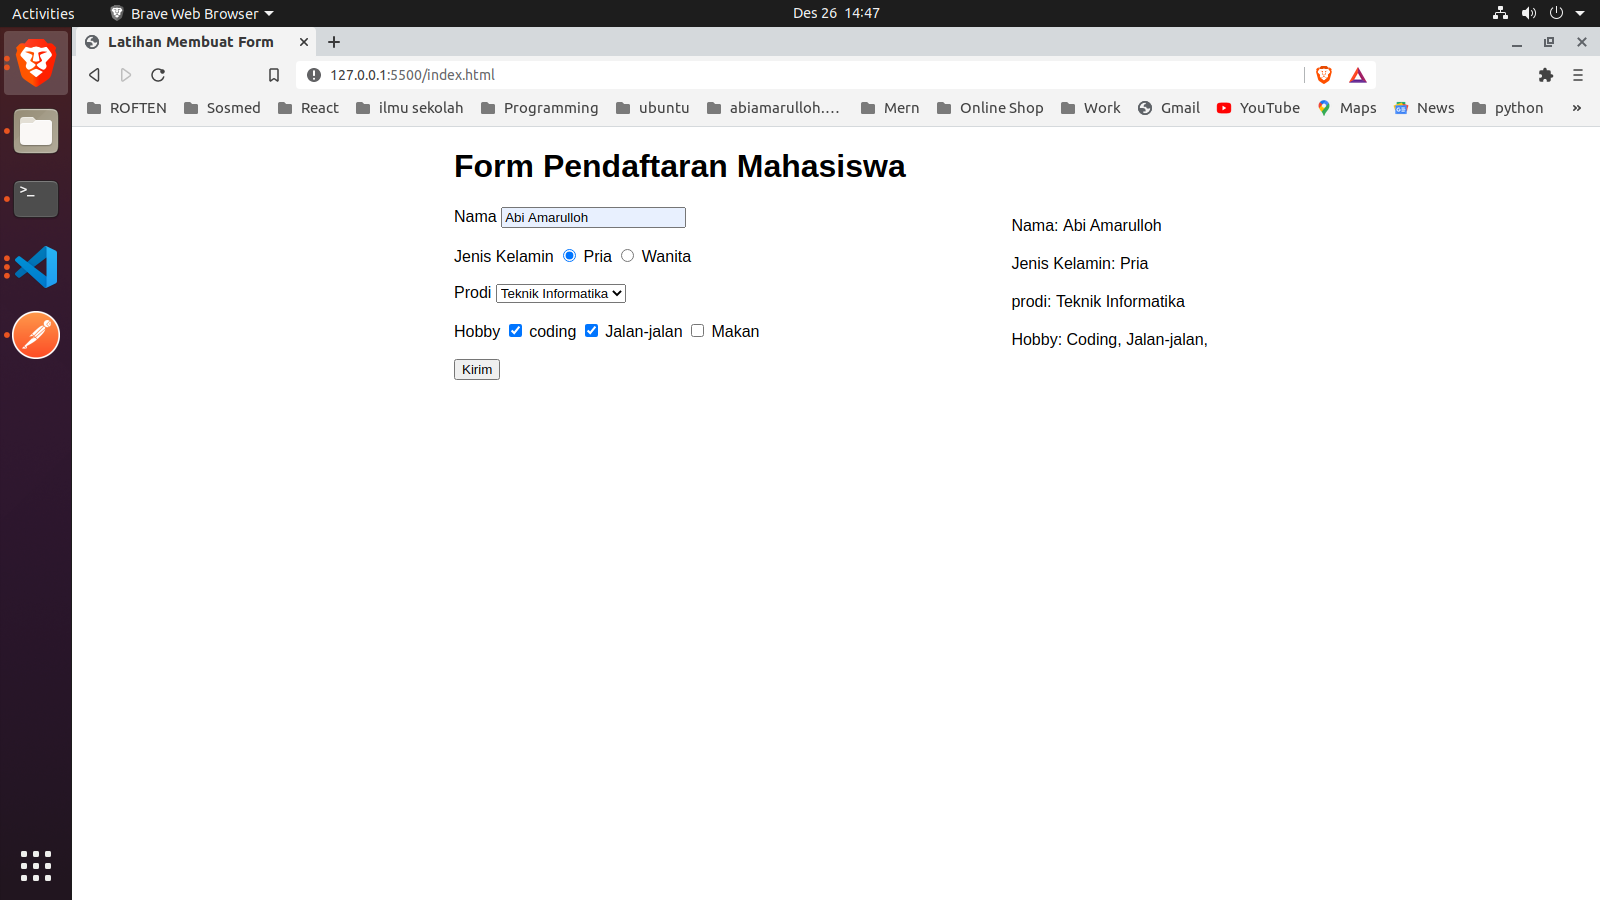 Activities Brave Web Browser Des 26 14:47
Latihan Membuat Form
127.0.0.1:5500/index.html
ROFTEN Sosmed React ilmu sekolah Programming ubuntu abiamarulloh.... Mern Online Shop Work Gmail YouTube Maps News python »
Form Pendaftaran Mahasiswa
Nama Abi Amarulloh
Jenis Kelamin Pria Wanita
Prodi Teknik Informatika
Hobby coding Jalan-jalan Makan
Kirim
Nama: Abi Amarulloh
Jenis Kelamin: Pria
prodi: Teknik Informatika
Hobby: Coding, Jalan-jalan,